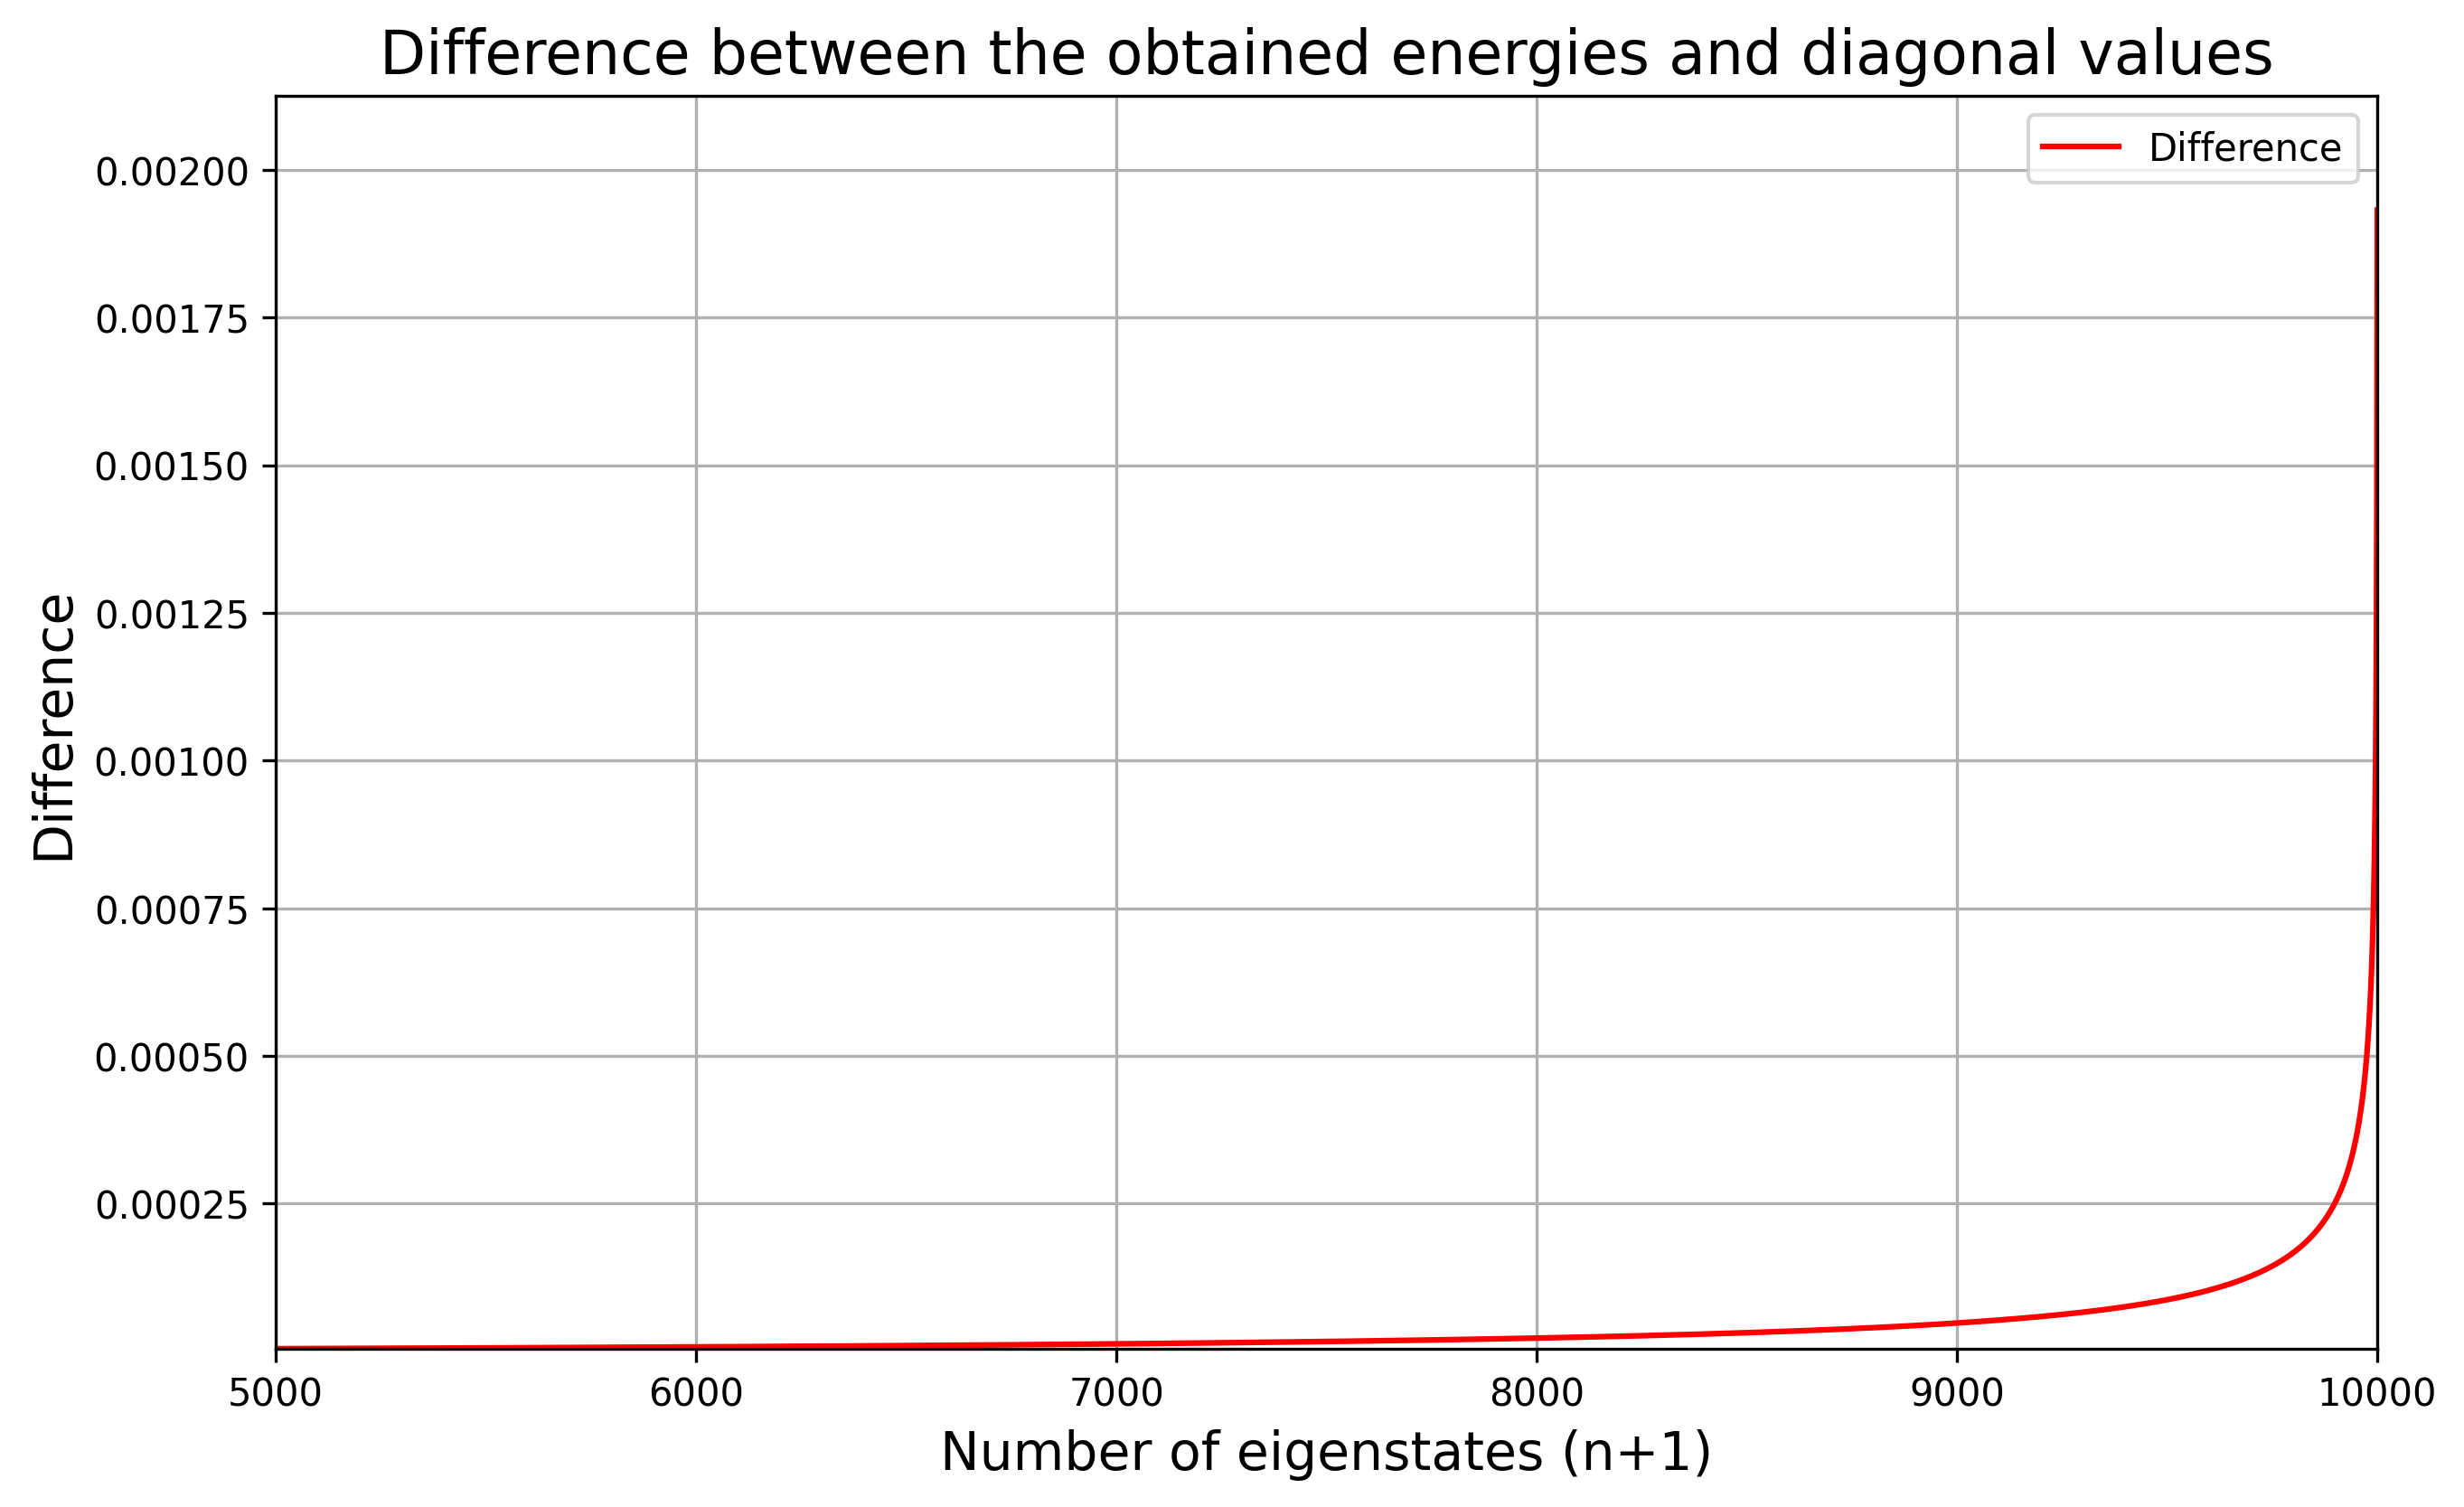 Difference between the obtained energies and diagonal values
Difference
0.00200
0.00175
0.00150
0.00125
0.00100
0.00075
0.00050
0.00025
Difference
5000 6000 7000 8000 9000 10000
Number of eigenstates (n+1)